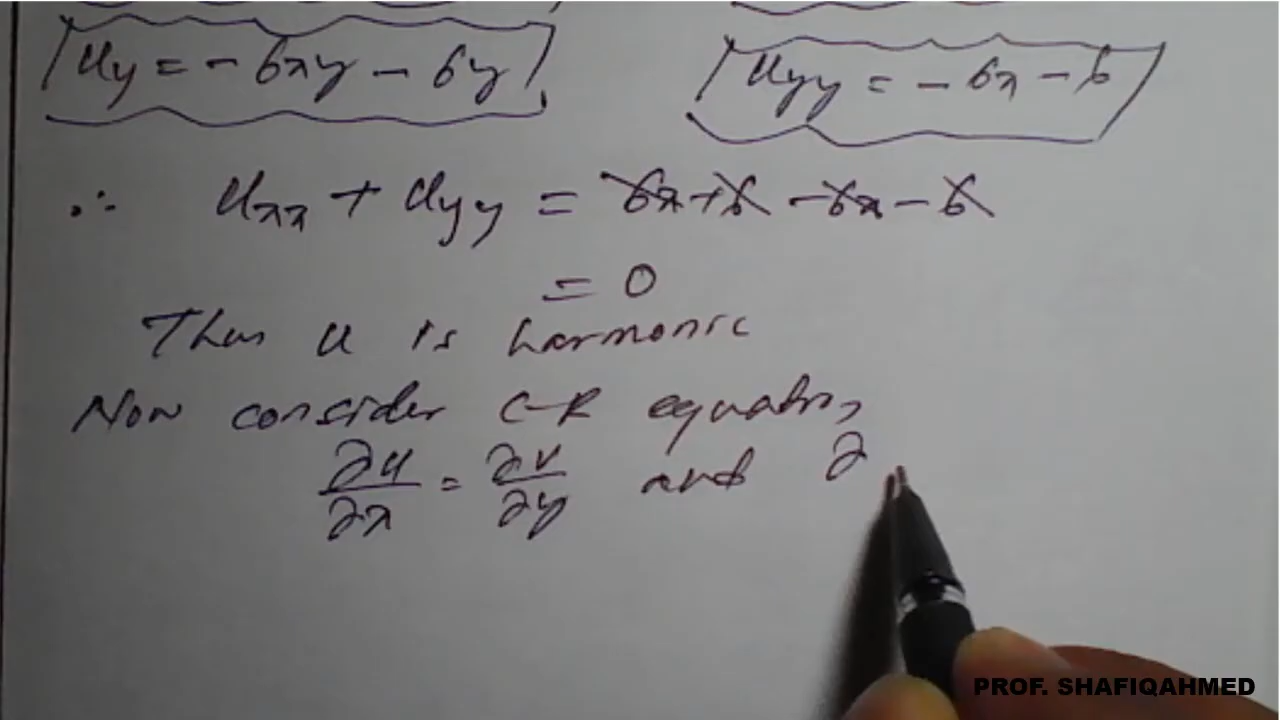 Uy = - 6xy - 6y
Uyy = - 6x - 6
∴ Uxx + Uyy = 6x + 6 - 6x - 6
= 0
Thus U is harmonic
Now consider C-R equation,
∂U/∂x = ∂V/∂y and ∂
PROF. SHAFIQAHMED